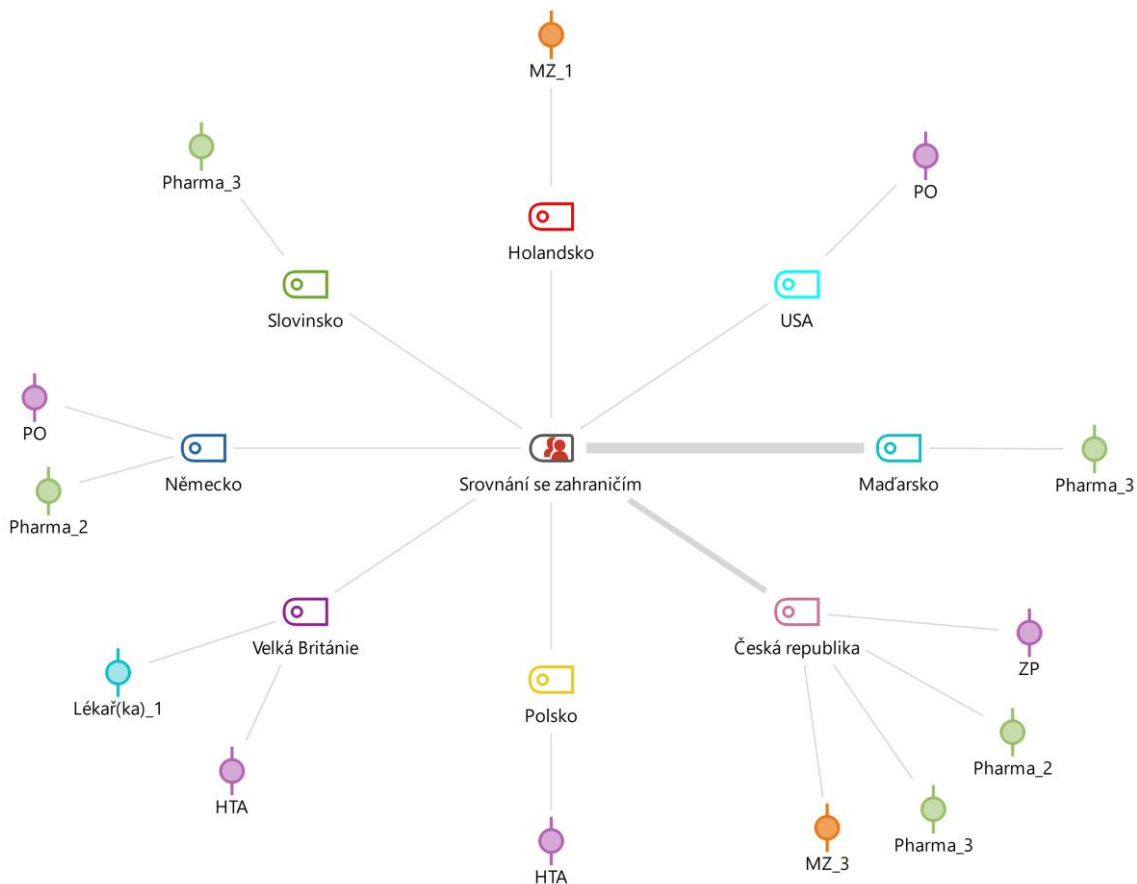 MZ_1
Pharma_3
PO
Holandsko
Slovinsko
USA
PO
Německo
Srovnání se zahraničím
Maďarsko
Pharma_3
Pharma_2
Velká Británie
Česká republika
ZP
Lékař(ka)_1
Polsko
Pharma_2
HTA
Pharma_3
MZ_3
HTA